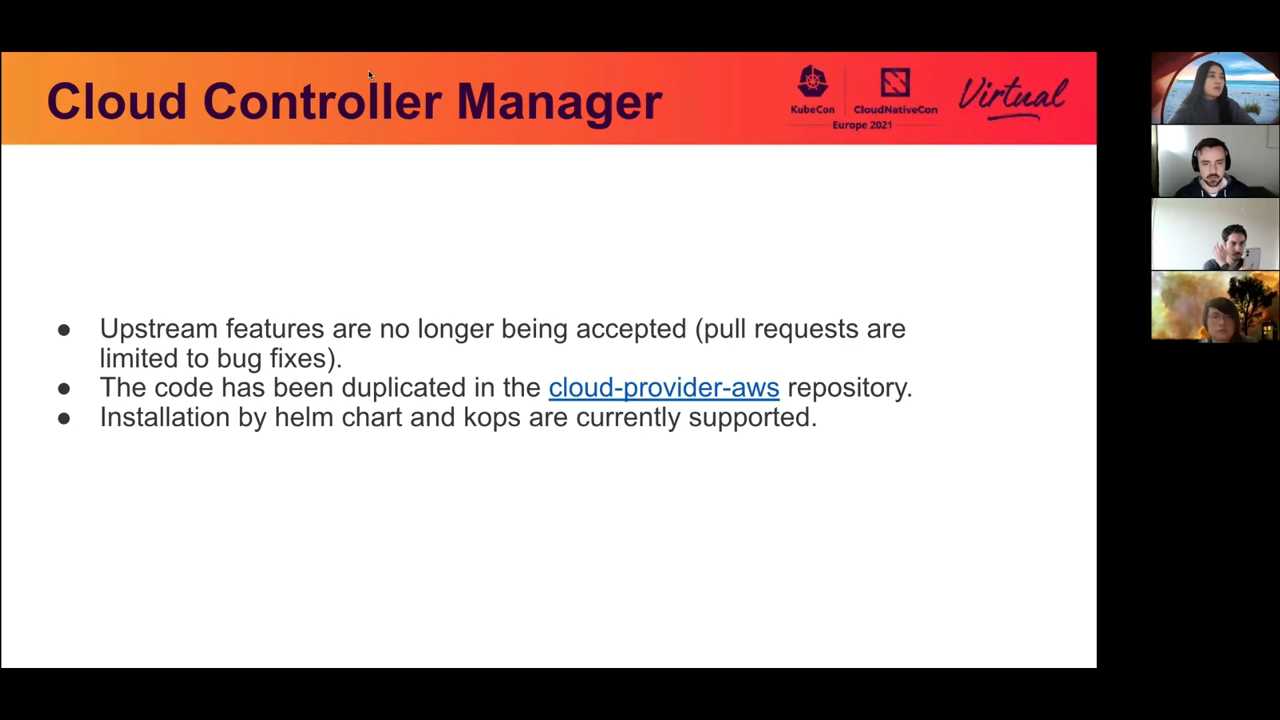 Cloud Controller Manager
KubeCon
CloudNativeCon
Europe 2021
Virtual
● Upstream features are no longer being accepted (pull requests are
limited to bug fixes).
● The code has been duplicated in the cloud-provider-aws repository.
● Installation by helm chart and kops are currently supported.